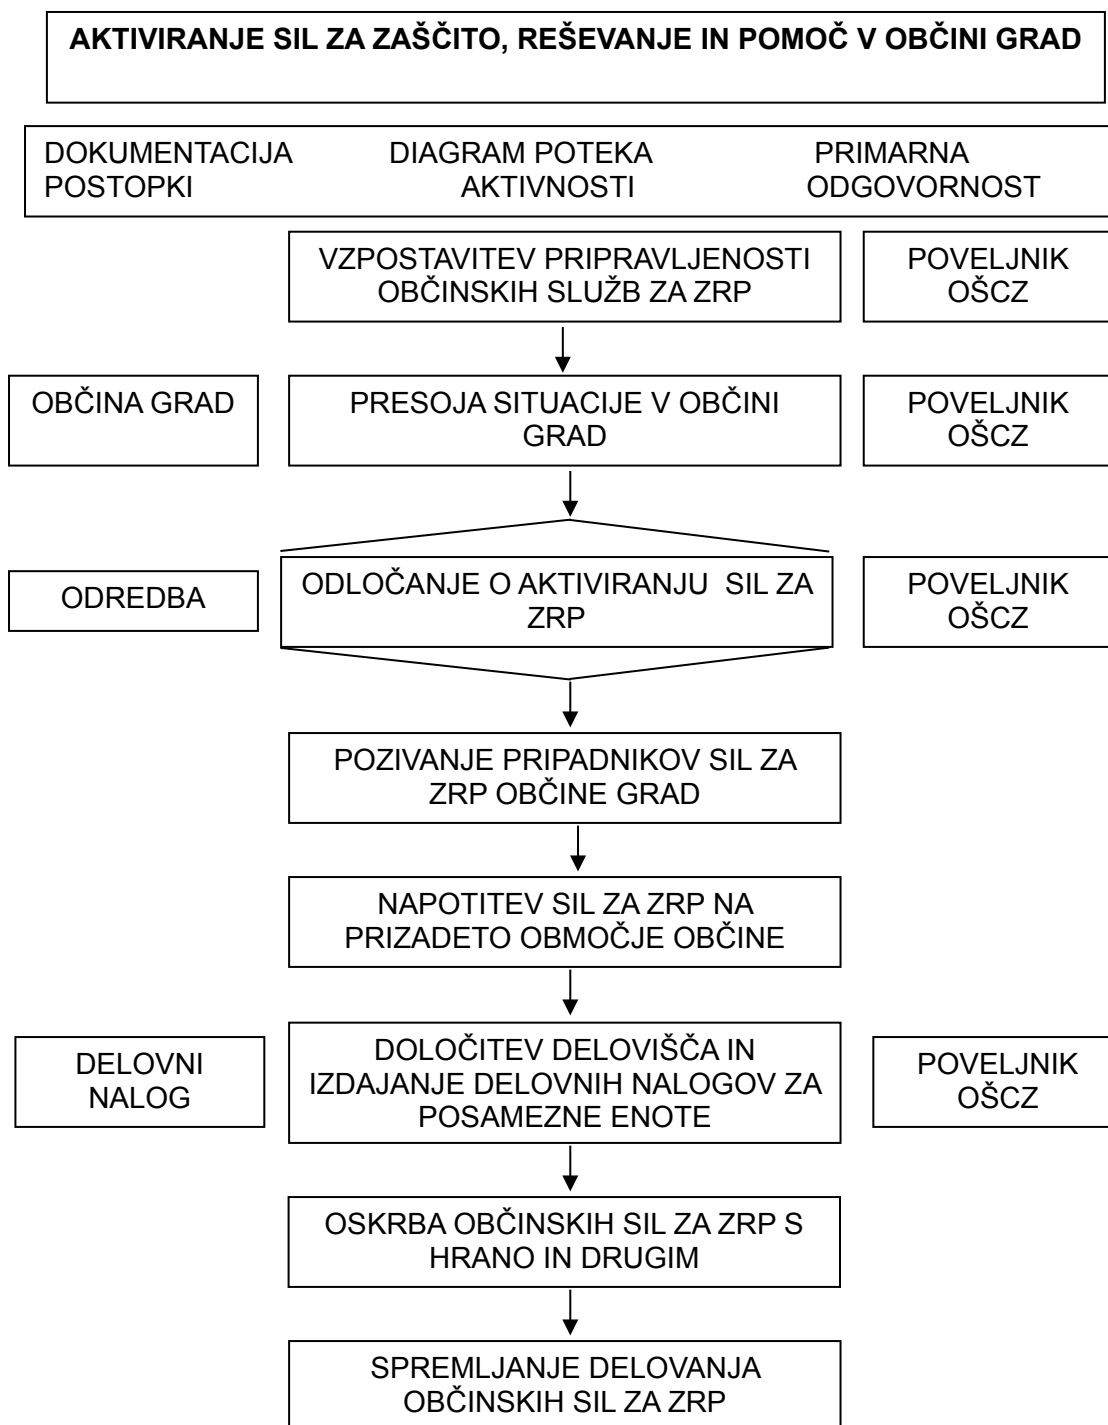 AKTIVIRANJE SIL ZA ZAŠČITO, REŠEVANJE IN POMOČ V OBČINI GRAD
DOKUMENTACIJA DIAGRAM POTEKA PRIMARNA
POSTOPKI AKTIVNOSTI ODGOVORNOST
VZPOSTAVITEV PRIPRAVLJENOSTI
OBČINSKIH SLUŽB ZA ZRP
POVELJNIK
OŠCZ
OBČINA GRAD
PRESOJA SITUACIJE V OBČINI
GRAD
POVELJNIK
OŠCZ
ODREDBA
ODLOČANJE O AKTIVIRANJU SIL ZA
ZRP
POVELJNIK
OŠCZ
POZIVANJE PRIPADNIKOV SIL ZA
ZRP OBČINE GRAD
NAPOTITEV SIL ZA ZRP NA
PRIZADETO OBMOČJE OBČINE
DELOVNI
NALOG
DOLOČITEV DELOVIŠČA IN
IZDAJANJE DELOVNIH NALOGOV ZA
POSAMEZNE ENOTE
POVELJNIK
OŠCZ
OSKRBA OBČINSKIH SIL ZA ZRP S
HRANO IN DRUGIM
SPREMLJANJE DELOVANJA
OBČINSKIH SIL ZA ZRP